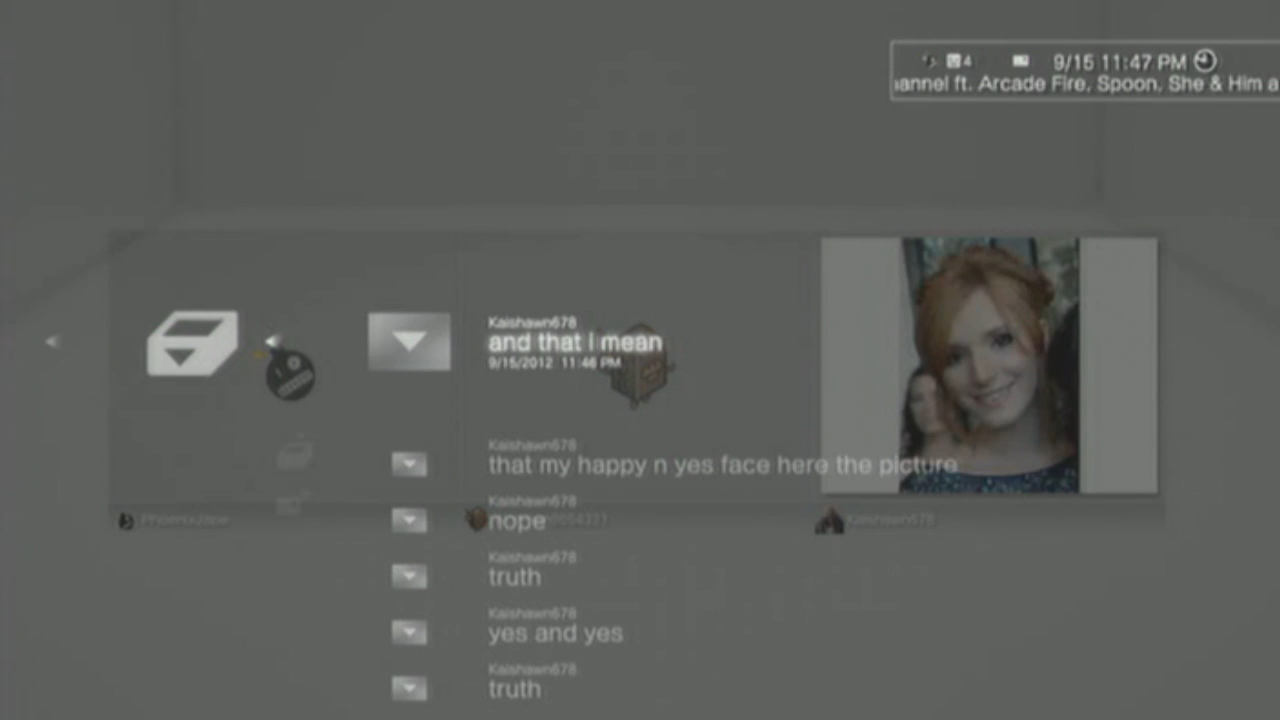 4 9/15 11:47 PM
annel ft. Arcade Fire, Spoon, She & Him a
Kaishawn678
and that i mean
9/15/2012 11:46 PM
Kaishawn678
that my happy n yes face here the picture
Kaishawn678
nope
Kaishawn678
Kaishawn678
truth
Kaishawn678
yes and yes
Kaishawn678
truth